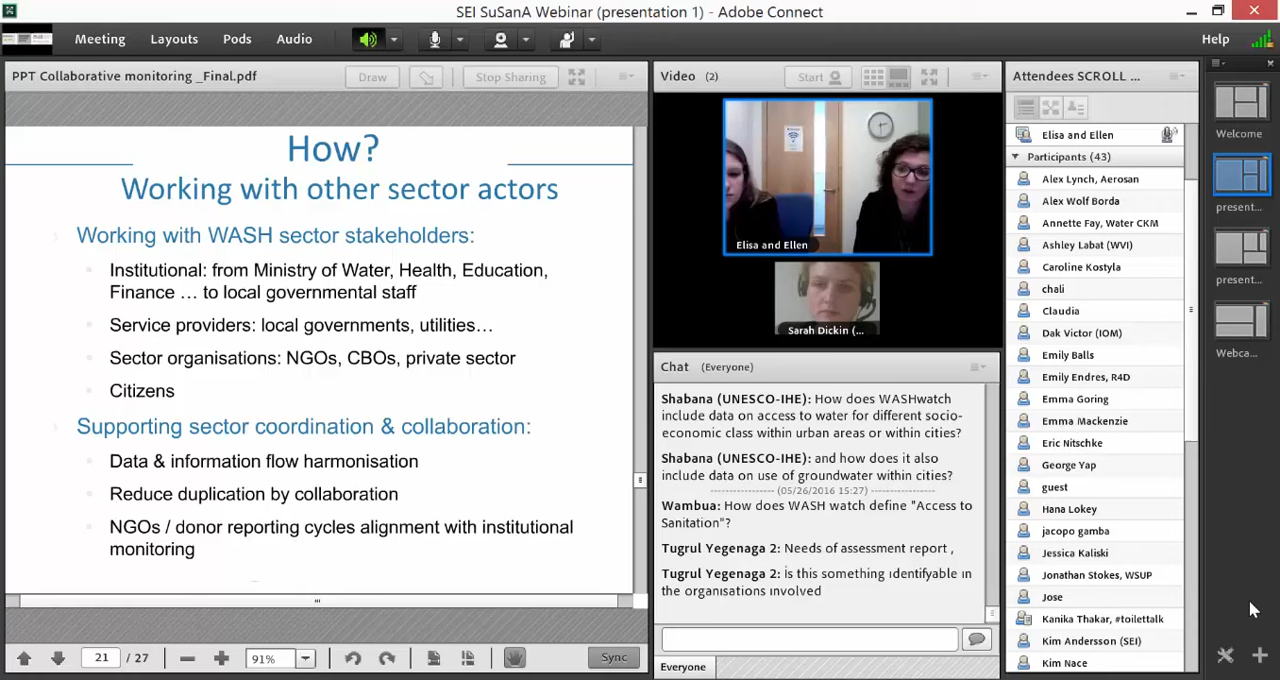 SEI SuSanA Webinar (presentation 1) - Adobe Connect
Meeting
Layouts
Pods
Audio
Help
PPT Collaborative monitoring _Final.pdf
Draw
Stop Sharing
How?
Working with other sector actors
Working with WASH sector stakeholders:
Institutional: from Ministry of Water, Health, Education,
Finance … to local governmental staff
Service providers: local governments, utilities…
Sector organisations: NGOs, CBOs, private sector
Citizens
Supporting sector coordination & collaboration:
Data & information flow harmonisation
Reduce duplication by collaboration
NGOs / donor reporting cycles alignment with institutional
monitoring
21 / 27
91%
Sync
Video (2)
Start
Elisa and Ellen
Sarah Dickin (...
Chat (Everyone)
Shabana (UNESCO-IHE): How does WASHwatch
include data on access to water for different socio-
economic class within urban areas or within cities?
Shabana (UNESCO-IHE): and how does it also
include data on use of groundwater within cities?
----------------- (05/26/2016 15:27) -----------------
Wambua: How does WASH watch define "Access to
Sanitation"?
Tugrul Yegenaga 2: Needs of assessment report ,
Tugrul Yegenaga 2: İs this something ıdentifyable ın
the organısatıons ınvolved
Everyone
Attendees SCROLL ...
Elisa and Ellen
Participants (43)
Alex Lynch, Aerosan
Alex Wolf Borda
Annette Fay, Water CKM
Ashley Labat (WVI)
Caroline Kostyla
chali
Claudia
Dak Victor (IOM)
Emily Balls
Emily Endres, R4D
Emma Goring
Emma Mackenzie
Eric Nitschke
George Yap
guest
Hana Lokey
jacopo gamba
Jessica Kaliski
Jonathan Stokes, WSUP
Jose
Kanika Thakar, #toilettalk
Kim Andersson (SEI)
Kim Nace
Welcome
present...
present...
Webca...